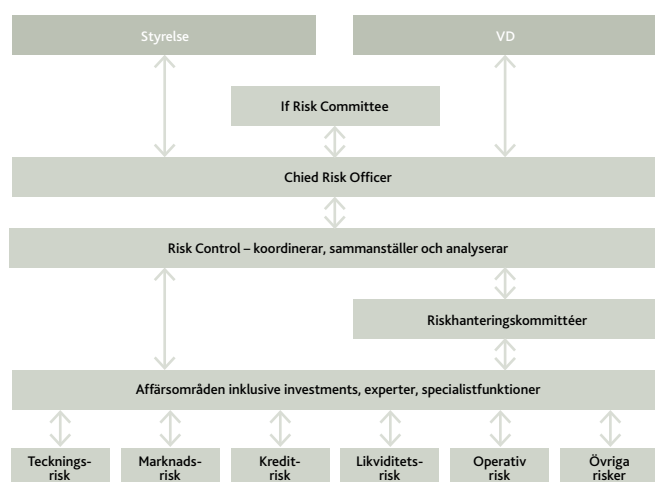 Styrelse
VD
If Risk Committee
Chied Risk Officer
Risk Control – koordinerar, sammanställer och analyserar
Riskhanteringskommittéer
Affärsområden inklusive investments, experter, specialistfunktioner
Tecknings-
risk
Marknads-
risk
Kredit-
risk
Likviditets-
risk
Operativ
risk
Övriga
risker